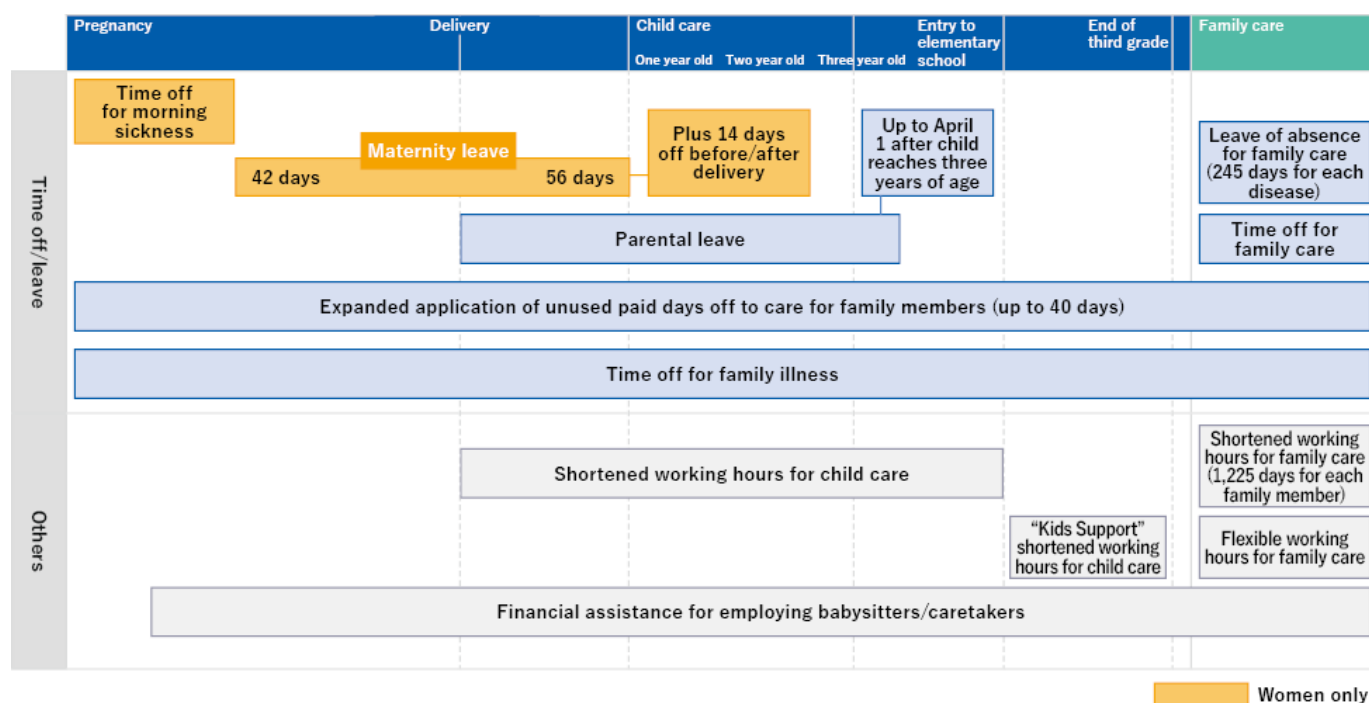 Pregnancy
Delivery
Child care
One year old Two year old Three year old
Entry to
elementary
school
End of
third grade
Family care
Time off/leave
Time off
for morning
sickness
Maternity leave
42 days
56 days
Plus 14 days
off before/after
delivery
Up to April
1 after child
reaches three
years of age
Leave of absence
for family care
(245 days for each
disease)
Parental leave
Time off for
family care
Expanded application of unused paid days off to care for family members (up to 40 days)
Time off for family illness
Others
Shortened working hours for child care
Shortened working
hours for family care
(1,225 days for each
family member)
“Kids Support”
shortened working
hours for child care
Flexible working
hours for family care
Financial assistance for employing babysitters/caretakers
Women only